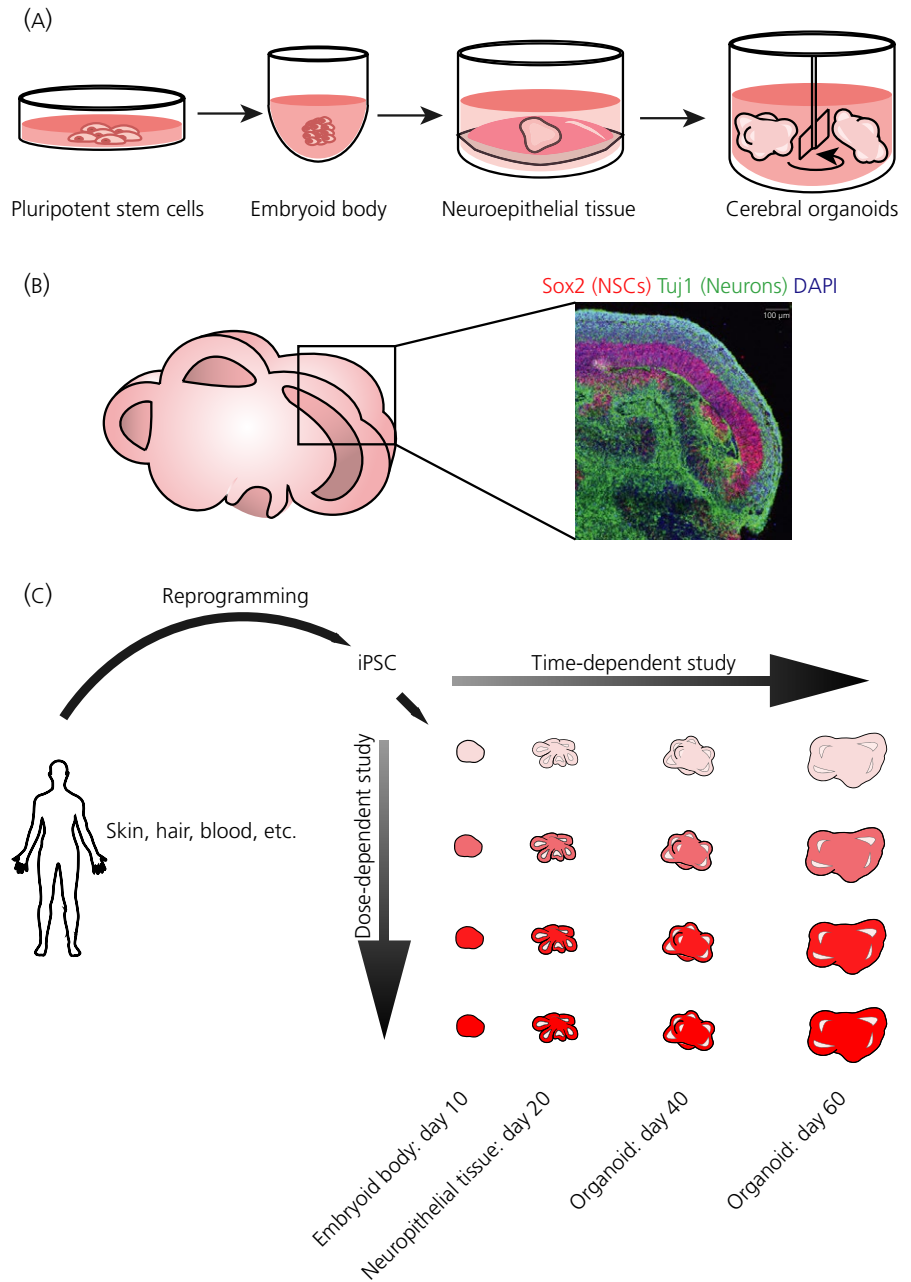 (A)
Pluripotent stem cells
Embryoid body
Neuroepithelial tissue
Cerebral organoids
(B)
Sox2 (NSCs) Tuj1 (Neurons) DAPI
100 µm
(C)
Reprogramming
iPSC
Time-dependent study
Dose-dependent study
Skin, hair, blood, etc.
Embryoid body: day 10
Neuropithelial tissue: day 20
Organoid: day 40
Organoid: day 60